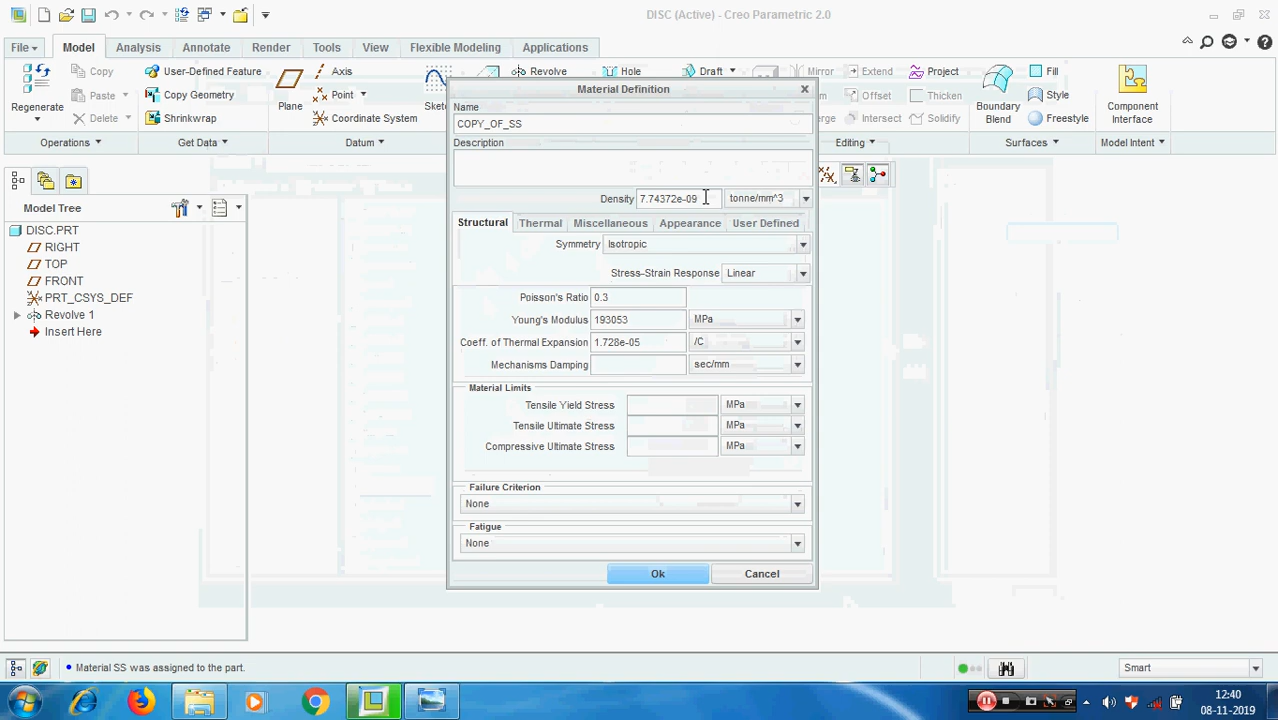 DISC (Active) - Creo Parametric 2.0
File
Model
Analysis
Annotate
Render
Tools
View
Flexible Modeling
Applications
Regenerate
Copy
Paste
Delete
User-Defined Feature
Copy Geometry
Shrinkwrap
Plane
Axis
Point
Coordinate System
Sketc
Revolve
Hole
Draft
Mirror
Extend
Offset
Intersect
Project
Thicken
Boundary
Blend
Fill
Style
Freestyle
Component
Interface
Operations
Get Data
Datum
Editing
Surfaces
Model Intent
Model Tree
DISC.PRT
RIGHT
TOP
FRONT
PRT_CSYS_DEF
Revolve 1
Insert Here
Material Definition
Name
COPY_OF_SS
Description
Density 7.74372e-09 tonne/mm^3
Structural Thermal Miscellaneous Appearance User Defined
Symmetry Isotropic
Stress-Strain Response Linear
Poisson's Ratio 0.3
Young's Modulus 193053 MPa
Coeff. of Thermal Expansion 1.728e-05 /C
Mechanisms Damping sec/mm
Material Limits
Tensile Yield Stress MPa
Tensile Ultimate Stress MPa
Compressive Ultimate Stress MPa
Failure Criterion
None
Fatigue
None
Ok Cancel
Material SS was assigned to the part.
Smart
12:40
08-11-2019